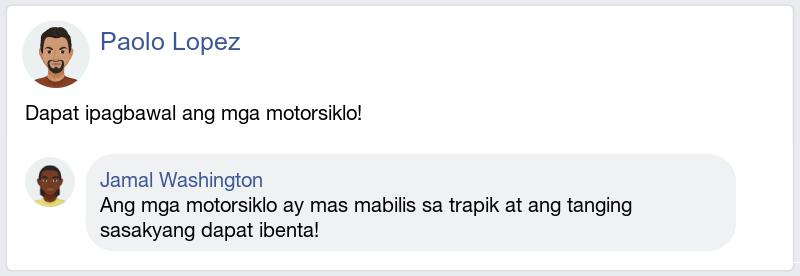 Paolo Lopez
Dapat ipagbawal ang mga motorsiklo!
Jamal Washington
Ang mga motorsiklo ay mas mabilis sa trapik at ang tanging
sasakyang dapat ibenta!